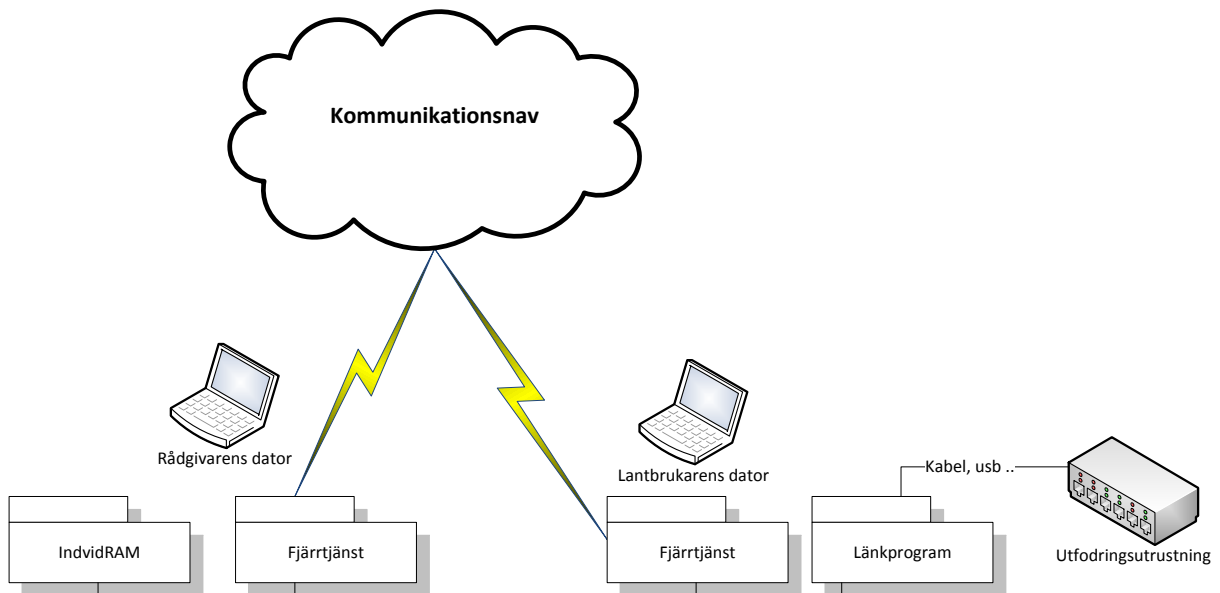 Kommunikationsnav
Rådgivarens dator
Lantbrukarens dator
Kabel, usb ..
IndvidRAM
Fjärrtjänst
Fjärrtjänst
Länkprogram
Utfodringsutrustning